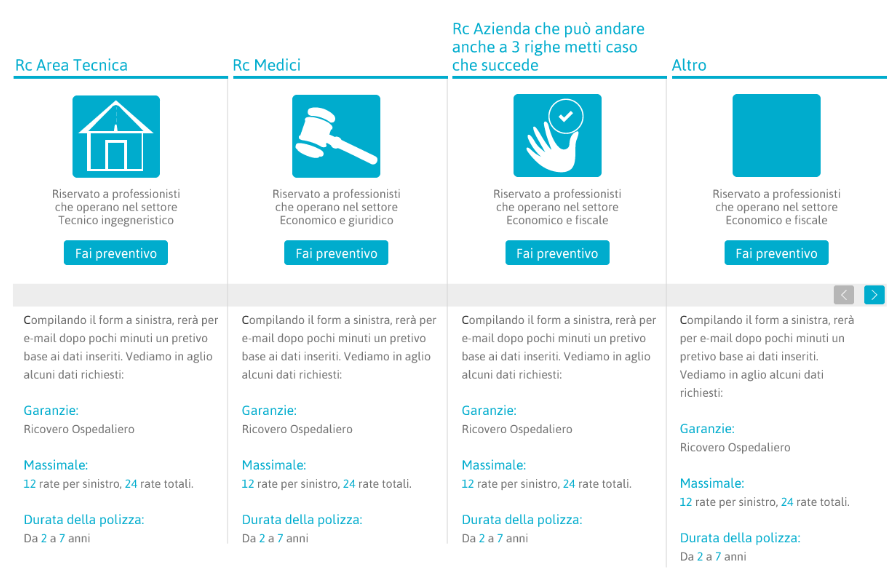 Rc Area Tecnica
Rc Medici
Rc Azienda che può andare
anche a 3 righe metti caso
che succede
Altro
Riservato a professionisti
che operano nel settore
Tecnico ingegneristico
Fai preventivo
Riservato a professionisti
che operano nel settore
Economico e giuridico
Fai preventivo
Riservato a professionisti
che operano nel settore
Economico e fiscale
Fai preventivo
Riservato a professionisti
che operano nel settore
Economico e fiscale
Fai preventivo
Compilando il form a sinistra, rerà per
e-mail dopo pochi minuti un pretivo
base ai dati inseriti. Vediamo in aglio
alcuni dati richiesti:
Garanzie:
Ricovero Ospedaliero
Massimale:
12 rate per sinistro, 24 rate totali.
Durata della polizza:
Da 2 a 7 anni
Compilando il form a sinistra, rerà per
e-mail dopo pochi minuti un pretivo
base ai dati inseriti. Vediamo in aglio
alcuni dati richiesti:
Garanzie:
Ricovero Ospedaliero
Massimale:
12 rate per sinistro, 24 rate totali.
Durata della polizza:
Da 2 a 7 anni
Compilando il form a sinistra, rerà per
e-mail dopo pochi minuti un pretivo
base ai dati inseriti. Vediamo in aglio
alcuni dati richiesti:
Garanzie:
Ricovero Ospedaliero
Massimale:
12 rate per sinistro, 24 rate totali.
Durata della polizza:
Da 2 a 7 anni
Compilando il form a sinistra, rerà
per e-mail dopo pochi minuti un
pretivo base ai dati inseriti.
Vediamo in aglio alcuni dati
richiesti:
Garanzie:
Ricovero Ospedaliero
Massimale:
12 rate per sinistro, 24 rate totali.
Durata della polizza:
Da 2 a 7 anni